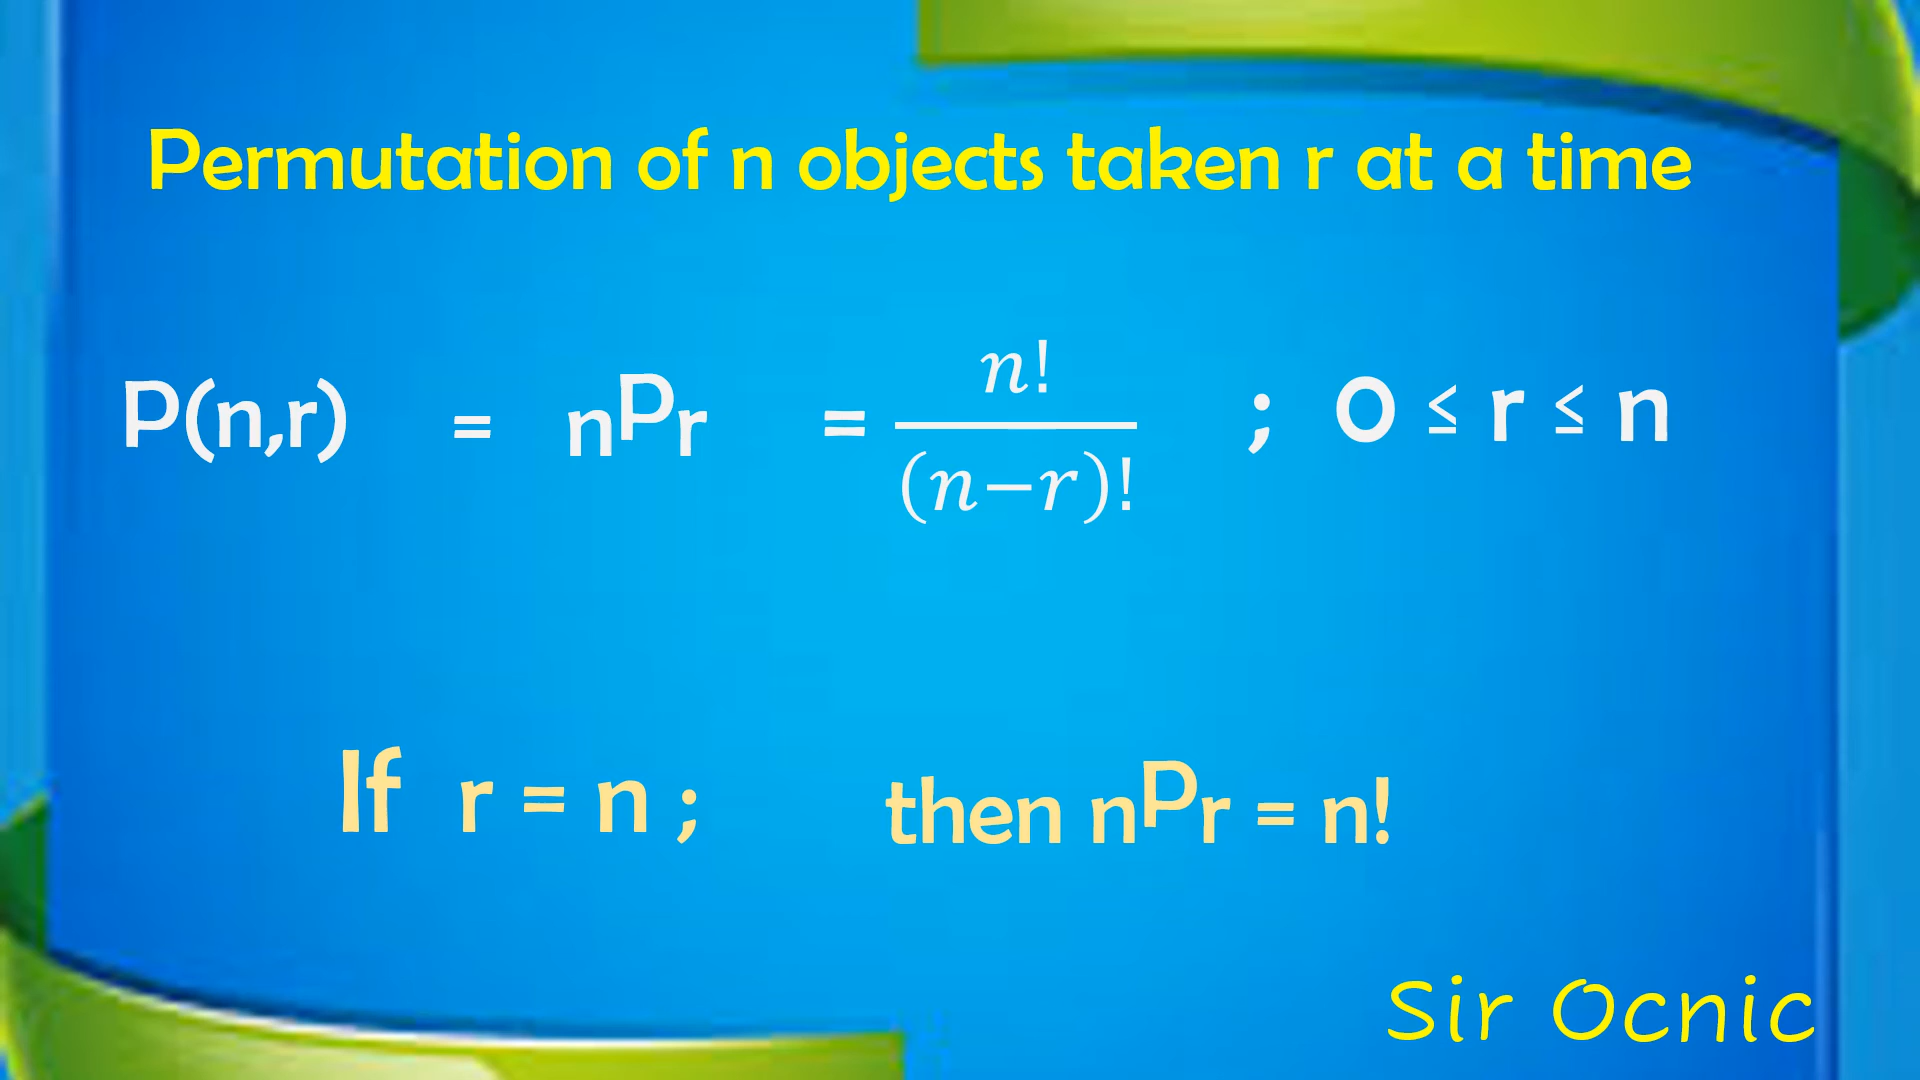 Permutation of n objects taken r at a time
P(n,r) = nPr = n!/(n−r)! ; 0 ≤ r ≤ n
If r = n ; then nPr = n!
Sir Ocnic